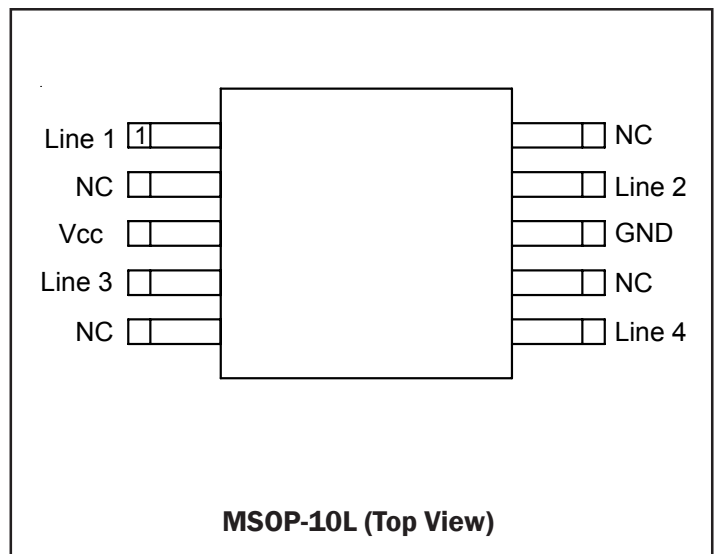 Line 1 1 NC
NC Line 2
Vcc GND
Line 3 NC
NC Line 4
MSOP-10L (Top View)